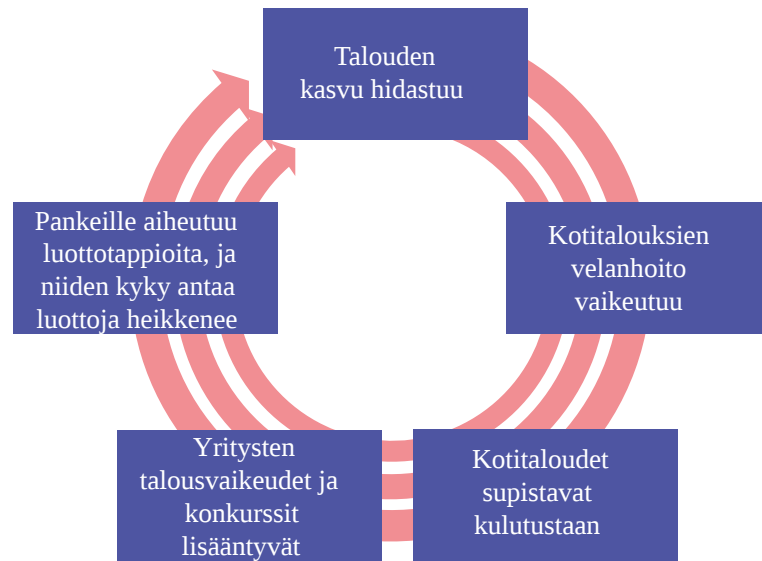 Talouden
kasvu hidastuu
Kotitalouksien
velanhoito
vaikeutuu
Kotitaloudet
supistavat
kulutustaan
Yritysten
talousvaikeudet ja
konkurssit
lisääntyvät
Pankeille aiheutuu
luottotappioita, ja
niiden kyky antaa
luottoja heikkenee